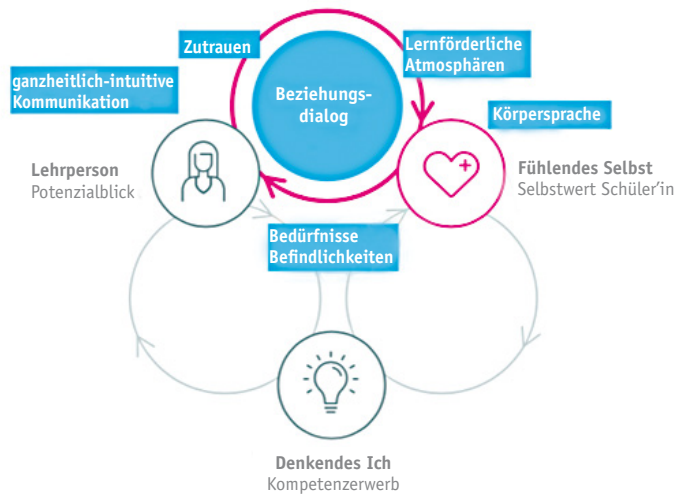 Zutrauen
Lernförderliche
Atmosphären
ganzheitlich-intuitive
Kommunikation
Beziehungs-
dialog
Körpersprache
Lehrperson
Potenzialblick
Fühlendes Selbst
Selbstwert Schüler'in
Bedürfnisse
Befindlichkeiten
Denkendes Ich
Kompetenzerwerb